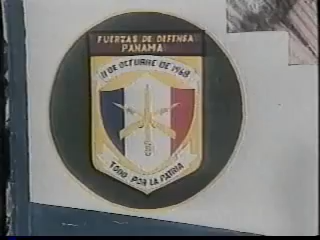 FUERZAS DE DEFENSA
PANAMA
11 DE OCTUBRE DE 1968
TODO POR LA PATRIA